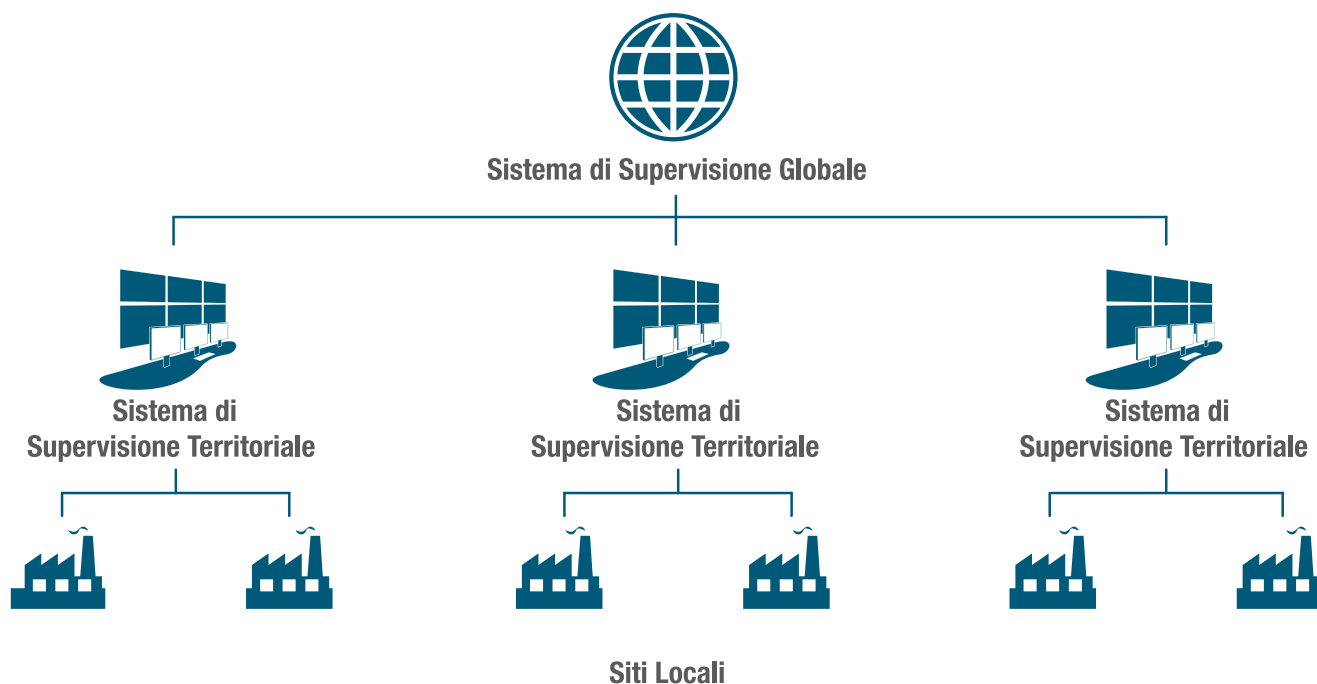 Sistema di Supervisione Globale
Sistema di
Supervisione Territoriale
Sistema di
Supervisione Territoriale
Sistema di
Supervisione Territoriale
Siti Locali